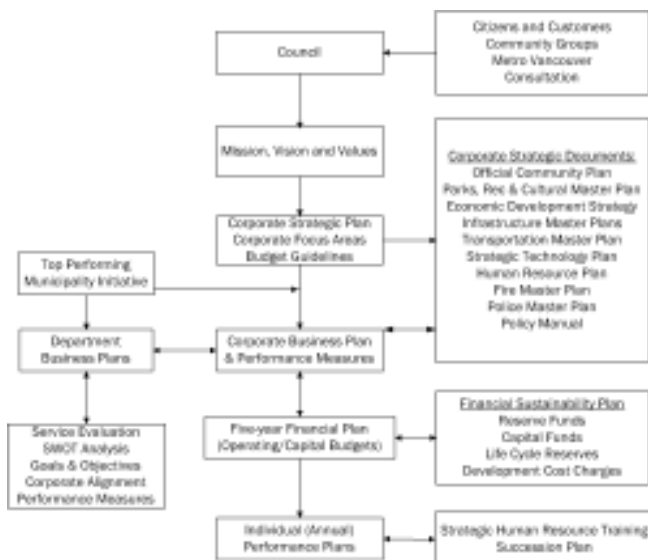 Citizens and Customers
Community Groups
Metro Vancouver
Consultation
Council
Mission, Vision and Values
Corporate Strategic Documents:
Official Community Plan
Parks, Rec & Cultural Master Plan
Economic Development Strategy
Infrastructure Master Plans
Transportation Master Plan
Strategic Technology Plan
Human Resource Plan
Fire Master Plan
Police Master Plan
Policy Manual
Corporate Strategic Plan
Corporate Focus Areas
Budget Guidelines
Top Performing
Municipality Initiative
Department
Business Plans
Corporate Business Plan
& Performance Measures
Service Evaluation
SWOT Analysis
Goals & Objectives
Corporate Alignment
Performance Measures
Five-year Financial Plan
(Operating/Capital Budgets)
Financial Sustainability Plan
Reserve Funds
Capital Funds
Life Cycle Reserves
Development Cost Charges
Individual (Annual)
Performance Plans
Strategic Human Resource Training
Succession Plan